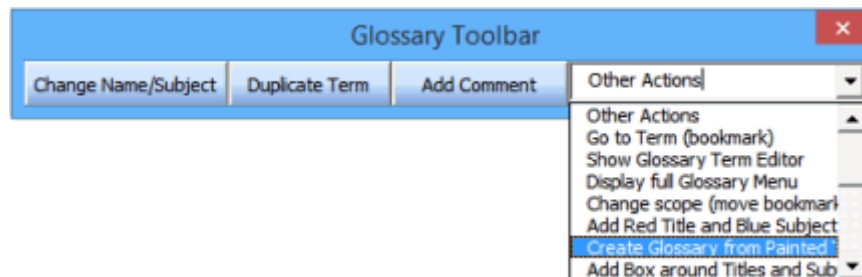 Glossary Toolbar
Change Name/Subject Duplicate Term Add Comment Other Actions
Other Actions
Go to Term (bookmark)
Show Glossary Term Editor
Display full Glossary Menu
Change scope (move bookmark
Add Red Title and Blue Subject
Create Glossary from Painted
Add Box around Titles and Sub